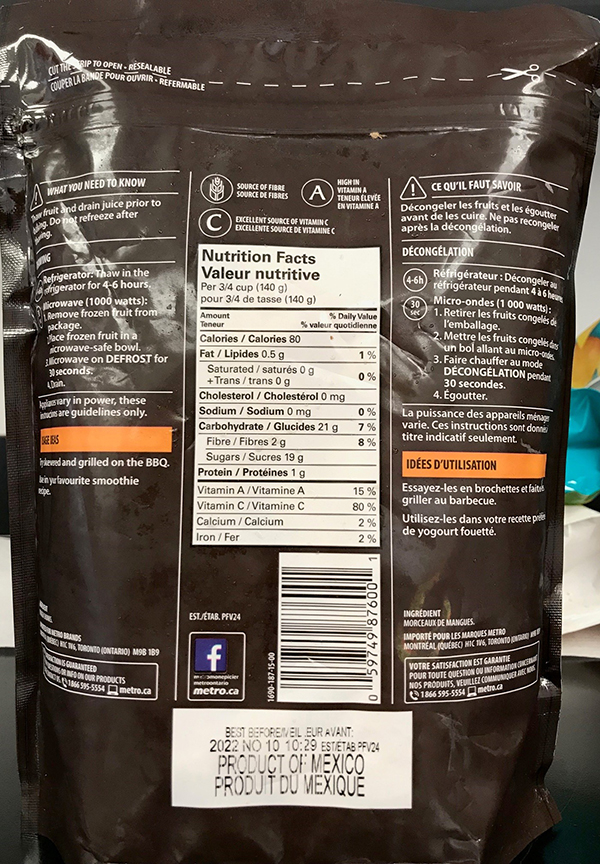 CUT THE STRIP TO OPEN - RESEALABLE
COUPER LA BANDE POUR OUVRIR - REFERMABLE
WHAT YOU NEED TO KNOW
fruit and drain juice prior to
Do not refreeze after
Refrigerator: Thaw in the
refrigerator for 4-6 hours.
Microwave (1000 watts):
1. Remove frozen fruit from
package.
Place frozen fruit in a
microwave-safe bowl.
3. Microwave on DEFROST for
30 seconds.
4. Drain.
vary in power, these
are guidelines only.
skewered and grilled on the BBQ.
in your favourite smoothie
SOURCE OF FIBRE
SOURCE DE FIBRES
A
HIGH IN
VITAMIN A
TENEUR ÉLEVÉE
EN VITAMINE A
C
EXCELLENT SOURCE OF VITAMIN C
EXCELLENTE SOURCE DE VITAMINE C
Nutrition Facts
Valeur nutritive
Per 3/4 cup (140 g)
pour 3/4 de tasse (140 g)
Amount % Daily Value
Teneur % valeur quotidienne
Calories / Calories 80
Fat / Lipides 0.5 g 1 %
Saturated / saturés 0 g
+ Trans / trans 0 g 0 %
Cholesterol / Cholestérol 0 mg
Sodium / Sodium 0 mg 0 %
Carbohydrate / Glucides 21 g 7 %
Fibre / Fibres 2 g 8 %
Sugars / Sucres 19 g
Protein / Protéines 1 g
Vitamin A / Vitamine A 15 %
Vitamin C / Vitamine C 80 %
Calcium / Calcium 2 %
Iron / Fer 2 %
CE QU'IL FAUT SAVOIR
Décongeler les fruits et les égoutter
avant de les cuire. Ne pas recongeler
après la décongélation.
DÉCONGÉLATION
4-6h
Réfrigérateur : Décongeler au
réfrigérateur pendant 4 à 6 heures.
30 sec
Micro-ondes (1 000 watts) :
1. Retirer les fruits congelés de
l'emballage.
2. Mettre les fruits congelés dans
un bol allant au micro-ondes.
3. Faire chauffer au mode
DÉCONGÉLATION pendant
30 secondes.
4. Égoutter.
La puissance des appareils ménagers
varie. Ces instructions sont données
titre indicatif seulement.
IDÉES D'UTILISATION
Essayez-les en brochettes et faites
griller au barbecue.
Utilisez-les dans votre recette
de yogourt fouetté.
METRO BRANDS
(QUÉBEC) H1C 1V6, TORONTO (ONTARIO) M9B 1B9
IS GUARANTEED
OR INFO ON OUR PRODUCTS
1 866 595-5554 metro.ca
EST./ÉTAB. PFV24
f
monepicier
metroontario
metro.ca
1690-187-15-00
0 59749 87600 1
INGRÉDIENT
MORCEAUX DE MANGUES.
IMPORTÉ POUR LES MARQUES METRO
MONTRÉAL (QUÉBEC) H1C 1V6, TORONTO (ONTARIO)
VOTRE SATISFACTION EST GARANTIE
POUR TOUTE QUESTION OU INFORMATION CONCERNANT
NOS PRODUITS, VEUILLEZ COMMUNIQUER AVEC NOUS.
1 866 595-5554 metro.ca
BEST BEFORE/MEILLEUR AVANT:
2022 NO 10 10:29 EST/ETAB PFV24
PRODUCT OF MEXICO
PRODUIT DU MEXIQUE